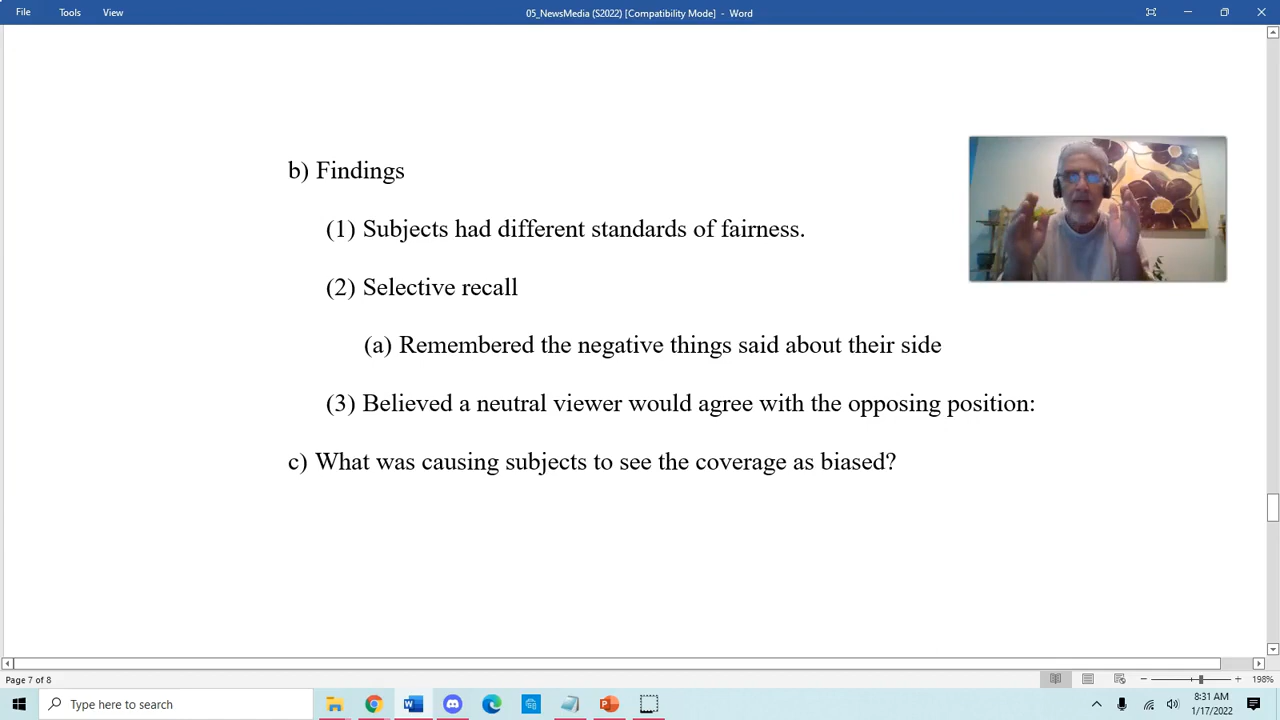 File Tools View 05_NewsMedia (S2022) [Compatibility Mode] - Word
b) Findings
(1) Subjects had different standards of fairness.
(2) Selective recall
(a) Remembered the negative things said about their side
(3) Believed a neutral viewer would agree with the opposing position:
c) What was causing subjects to see the coverage as biased?
Page 7 of 8 198%
Type here to search 8:31 AM
1/17/2022